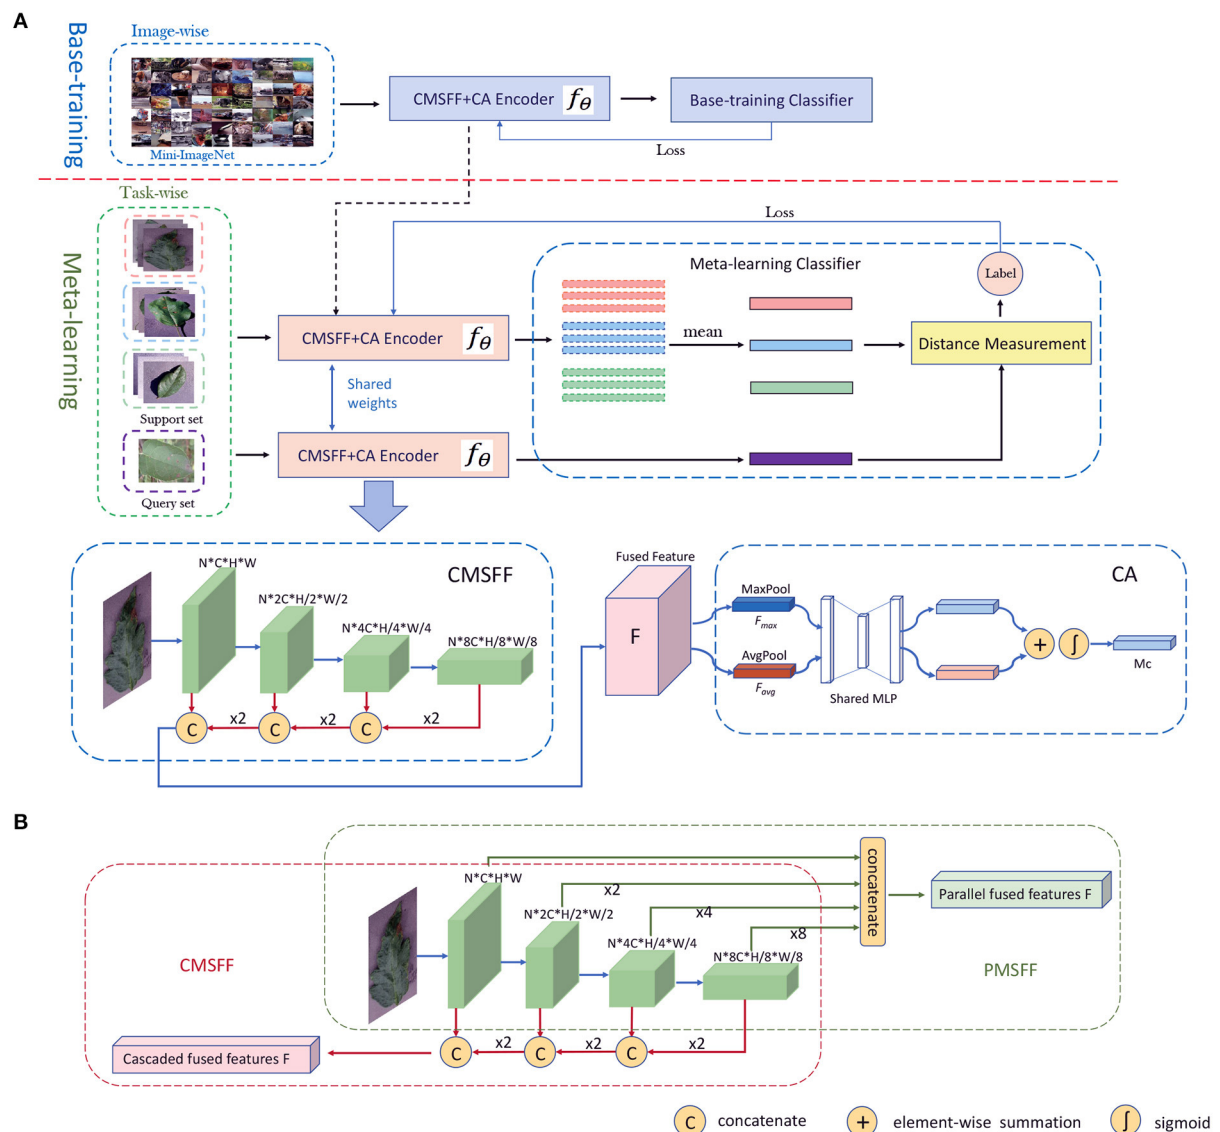 A
Base-training
Image-wise
Mini-ImageNet
CMSFF+CA Encoder
fθ
Base-training Classifier
Loss
Meta-learning
Task-wise
Support set
Query set
CMSFF+CA Encoder
fθ
Shared
weights
CMSFF+CA Encoder
fθ
Loss
Meta-learning Classifier
mean
Label
Distance Measurement
CMSFF
N*C*H*W
N*2C*H/2*W/2
N*4C*H/4*W/4
N*8C*H/8*W/8
C
x2
C
x2
C
x2
Fused Feature
F
CA
MaxPool
Fmax
AvgPool
Favg
Shared MLP
+
∫
Mc
B
CMSFF
PMSFF
N*C*H*W
N*2C*H/2*W/2
N*4C*H/4*W/4
N*8C*H/8*W/8
x2
x4
x8
concatenate
Parallel fused features F
Cascaded fused features F
C
x2
C
x2
C
x2
C concatenate
+ element-wise summation
∫ sigmoid